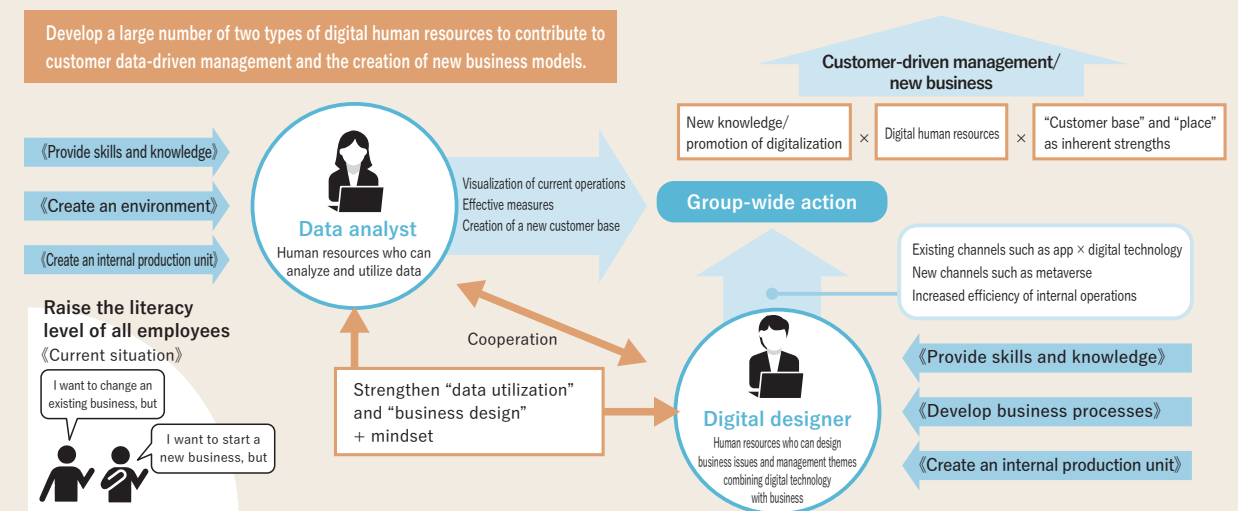 Develop a large number of two types of digital human resources to contribute to
customer data-driven management and the creation of new business models.
《Provide skills and knowledge》
《Create an environment》
《Create an internal production unit》
Data analyst
Human resources who can
analyze and utilize data
Visualization of current operations
Effective measures
Creation of a new customer base
Customer-driven management/
new business
New knowledge/
promotion of digitalization
×
Digital human resources
×
“Customer base” and “place”
as inherent strengths
Group-wide action
Existing channels such as app × digital technology
New channels such as metaverse
Increased efficiency of internal operations
Raise the literacy
level of all employees
《Current situation》
I want to change an
existing business, but
I want to start a
new business, but
Cooperation
Strengthen “data utilization”
and “business design”
+ mindset
Digital designer
Human resources who can design
business issues and management themes
combining digital technology
with business
《Provide skills and knowledge》
《Develop business processes》
《Create an internal production unit》